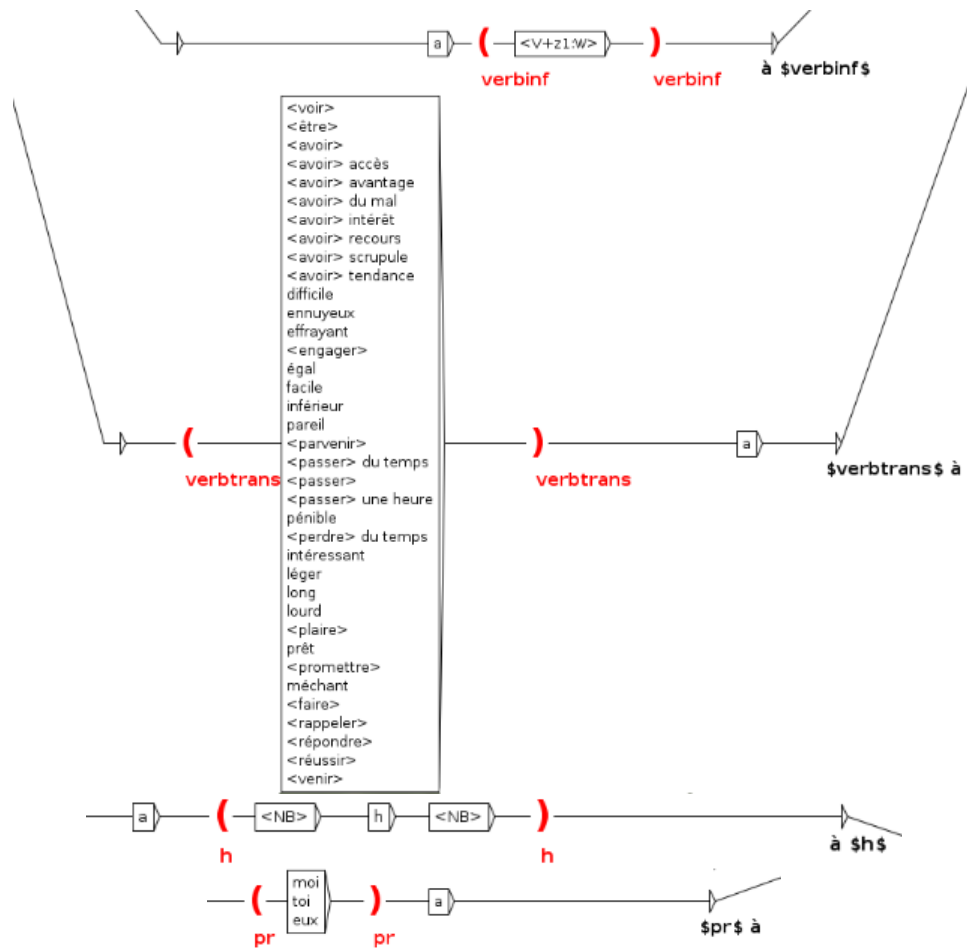 a ( <V+z1:W> )
verbinf verbinf à $verbinf$
<voir>
<être>
<avoir>
<avoir> accès
<avoir> avantage
<avoir> du mal
<avoir> intérêt
<avoir> recours
<avoir> scrupule
<avoir> tendance
difficile
ennuyeux
effrayant
<engager>
égal
facile
inférieur
pareil
<parvenir>
<passer> du temps
<passer>
<passer> une heure
pénible
<perdre> du temps
intéressant
léger
long
lourd
<plaire>
prêt
<promettre>
méchant
<faire>
<rappeler>
<répondre>
<réussir>
<venir>
( ) a
verbtrans verbtrans $verbtrans$ à
a ( <NB> h <NB> )
h h à $h$
( moi ) a
toi
eux
pr pr $pr$ à